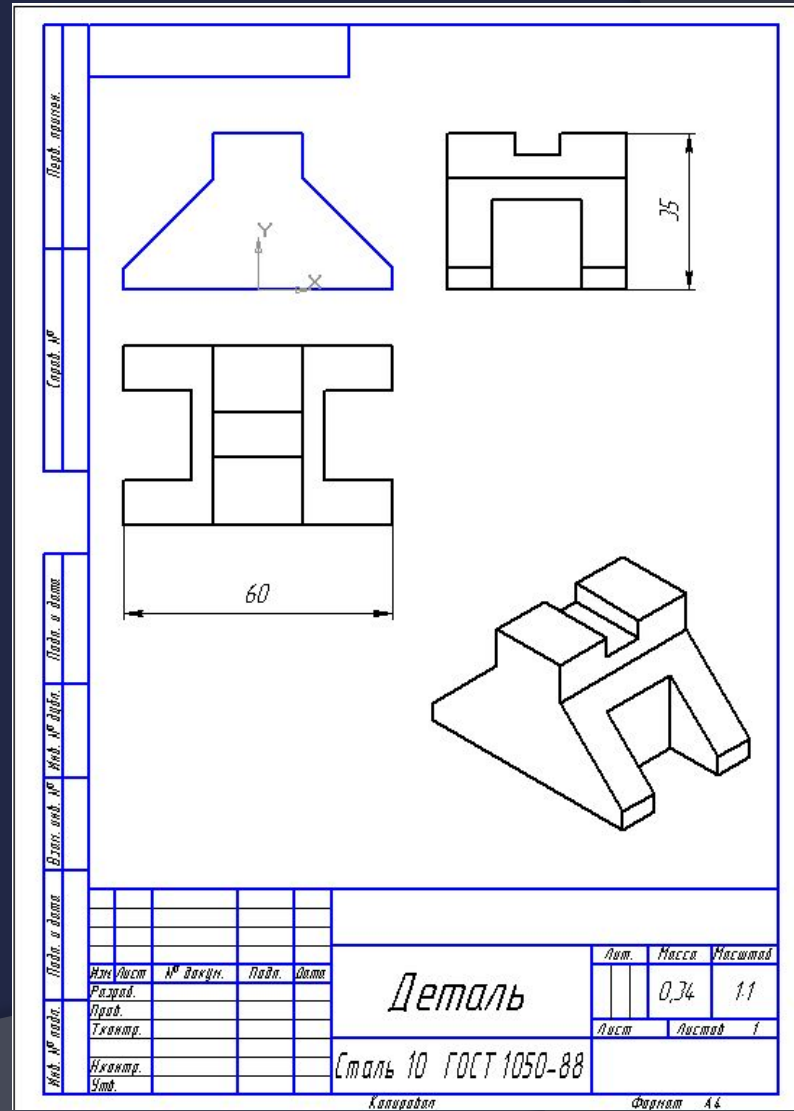 Перв. примен.
Справ. №
Y
X
35
60
Подп. и дата
Инв. № дубл.
Взам. инв. №
Подп. и дата
Инв. № подл.
Изм Лист № докум. Подп. Дата
Разраб.
Пров.
Т.контр.
Н.контр.
Утв.
Деталь
Сталь 10 ГОСТ 1050-88
Лит. Масса Масштаб
0,34 1:1
Лист Листов 1
Копировал Формат A4